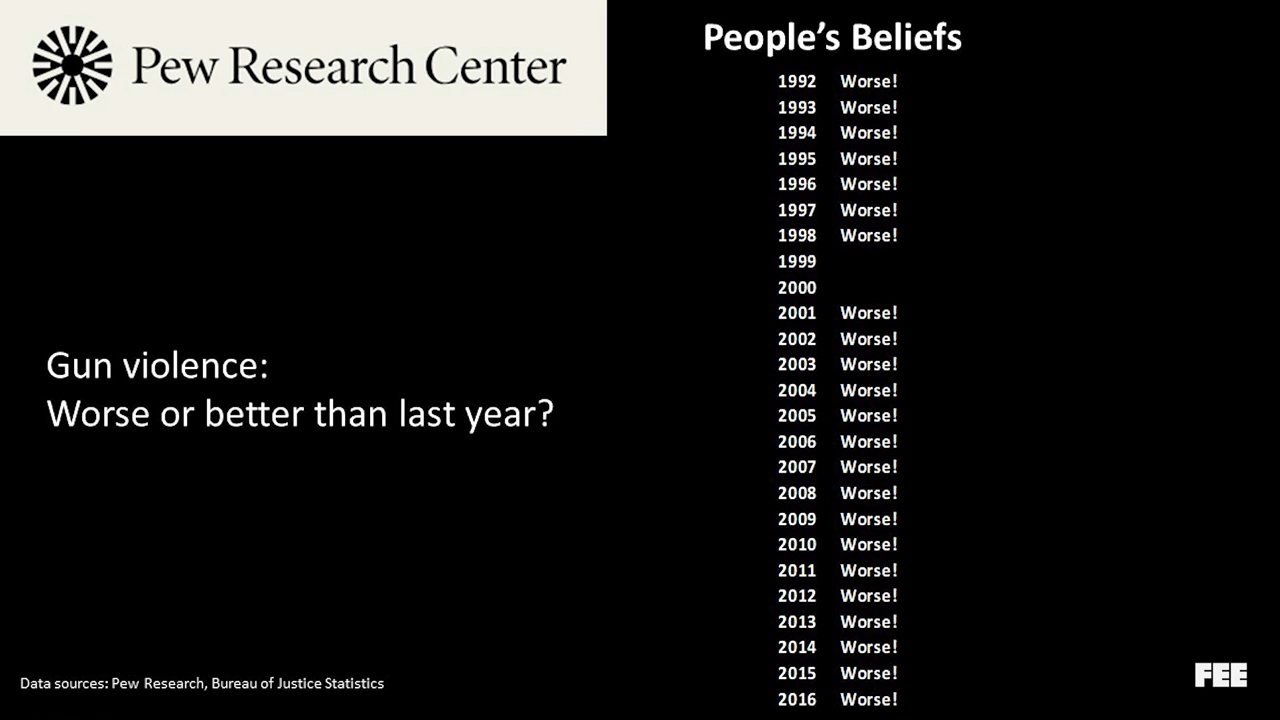 Pew Research Center
People's Beliefs
1992 Worse!
1993 Worse!
1994 Worse!
1995 Worse!
1996 Worse!
1997 Worse!
1998 Worse!
1999
2000
2001 Worse!
2002 Worse!
2003 Worse!
2004 Worse!
2005 Worse!
2006 Worse!
2007 Worse!
2008 Worse!
2009 Worse!
2010 Worse!
2011 Worse!
2012 Worse!
2013 Worse!
2014 Worse!
2015 Worse!
2016 Worse!
Gun violence:
Worse or better than last year?
Data sources: Pew Research, Bureau of Justice Statistics
FEE